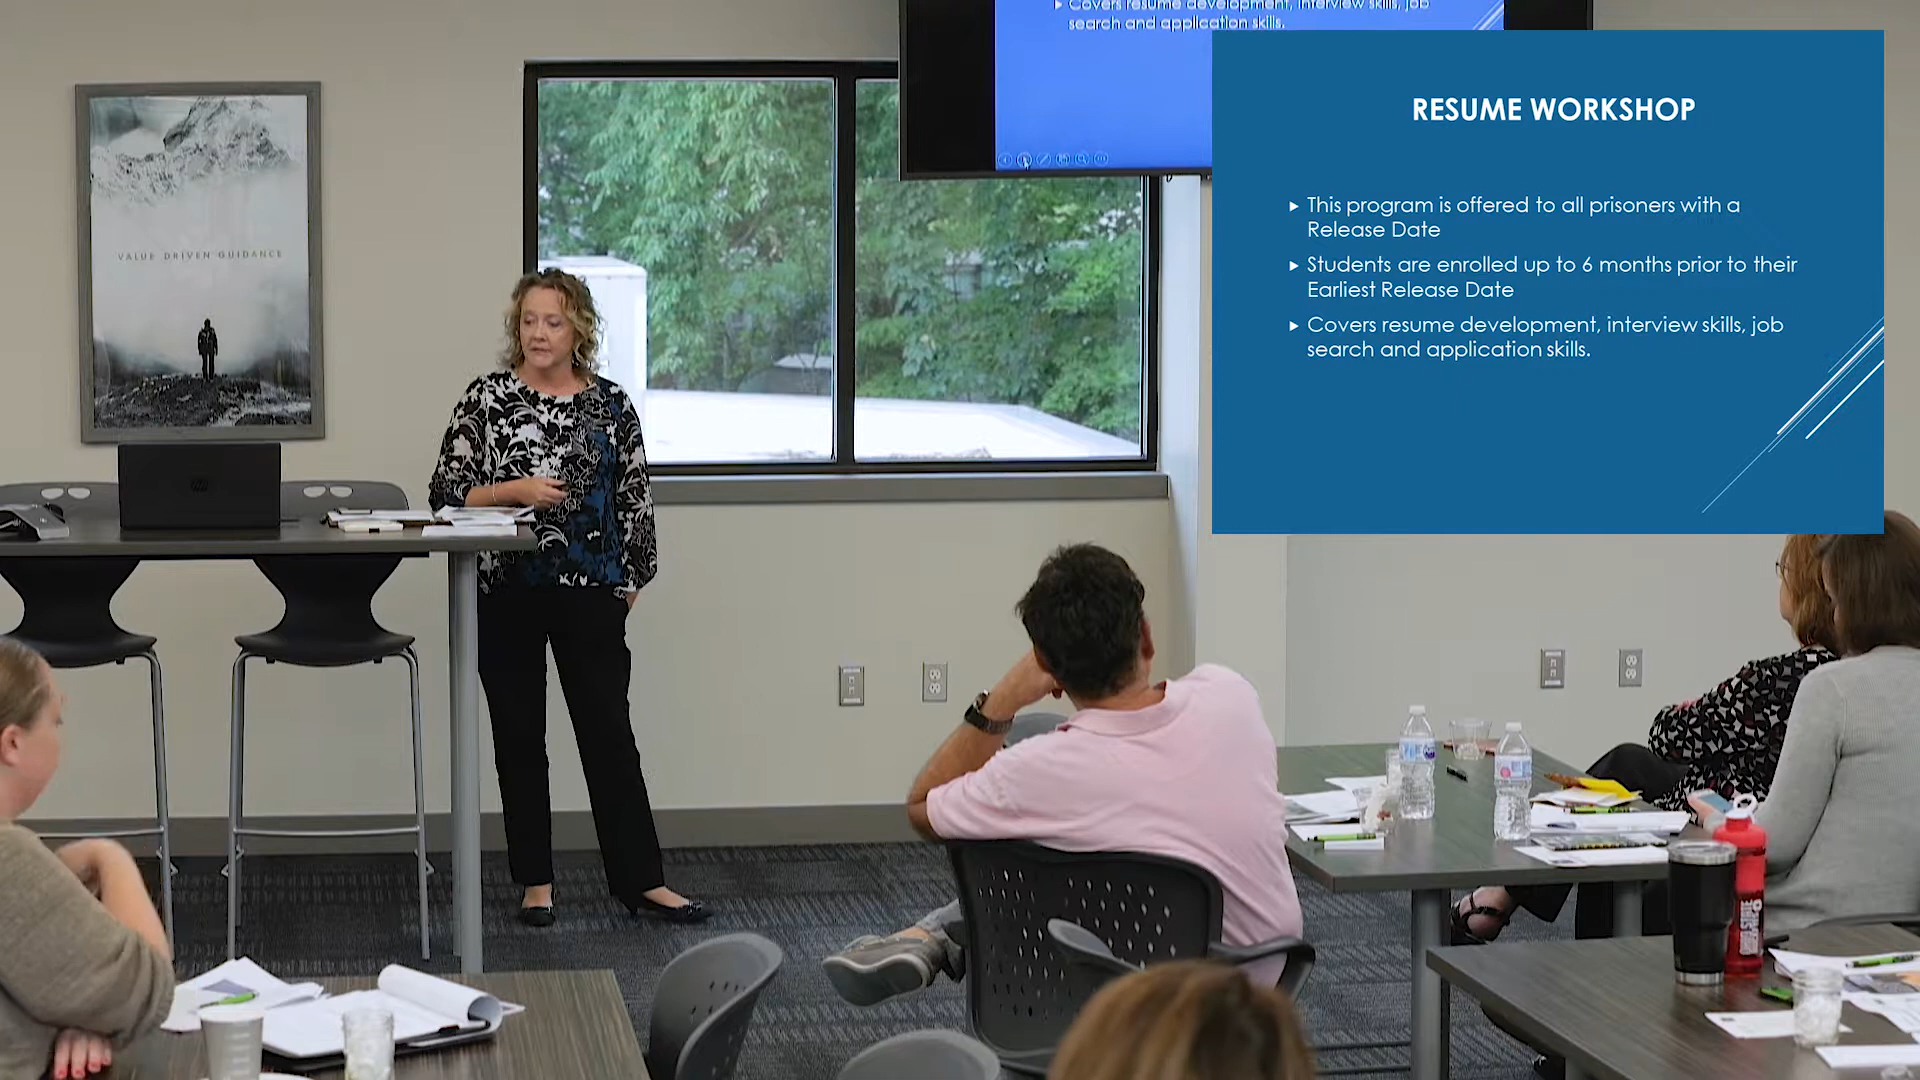 Covers resume development, interview skills, job
search and application skills.
RESUME WORKSHOP
This program is offered to all prisoners with a
Release Date
Students are enrolled up to 6 months prior to their
Earliest Release Date
Covers resume development, interview skills, job
search and application skills.
VALUE DRIVEN GUIDANCE
hp